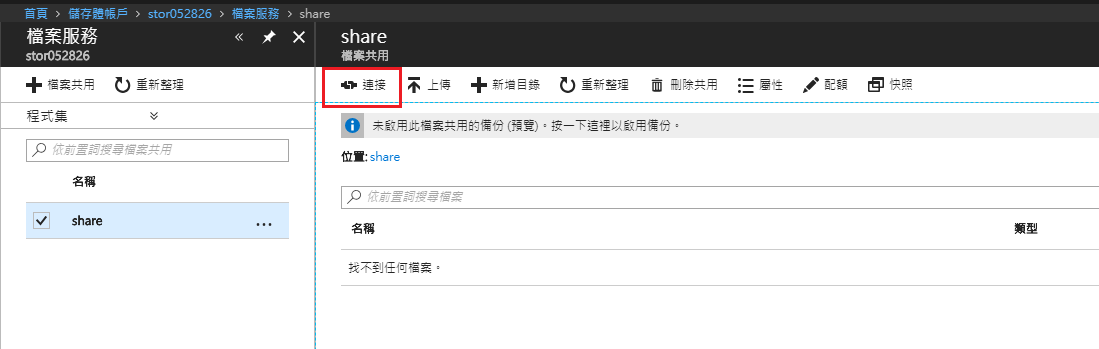 首頁 > 儲存體帳戶 > stor052826 > 檔案服務 > share
檔案服務
stor052826
檔案共用
重新整理
程式集
依前置詞搜尋檔案共用
名稱
share
share
檔案共用
連接
上傳
新增目錄
重新整理
刪除共用
屬性
配額
快照
未啟用此檔案共用的備份 (預覽)。按一下這裡以啟用備份。
位置: share
依前置詞搜尋檔案
名稱
類型
找不到任何檔案。